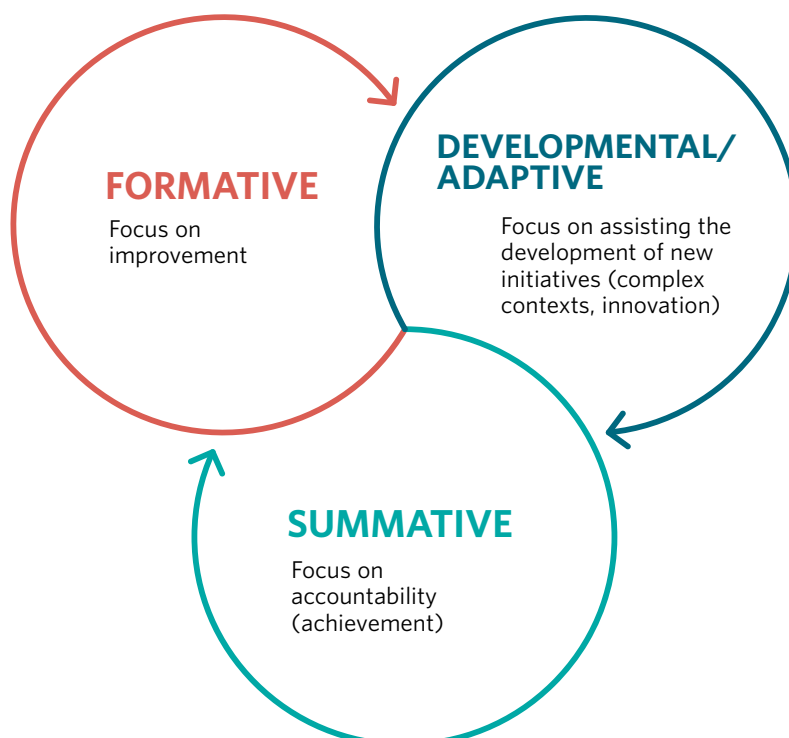 FORMATIVE
Focus on
improvement
DEVELOPMENTAL/
ADAPTIVE
Focus on assisting the
development of new
initiatives (complex
contexts, innovation)
SUMMATIVE
Focus on
accountability
(achievement)